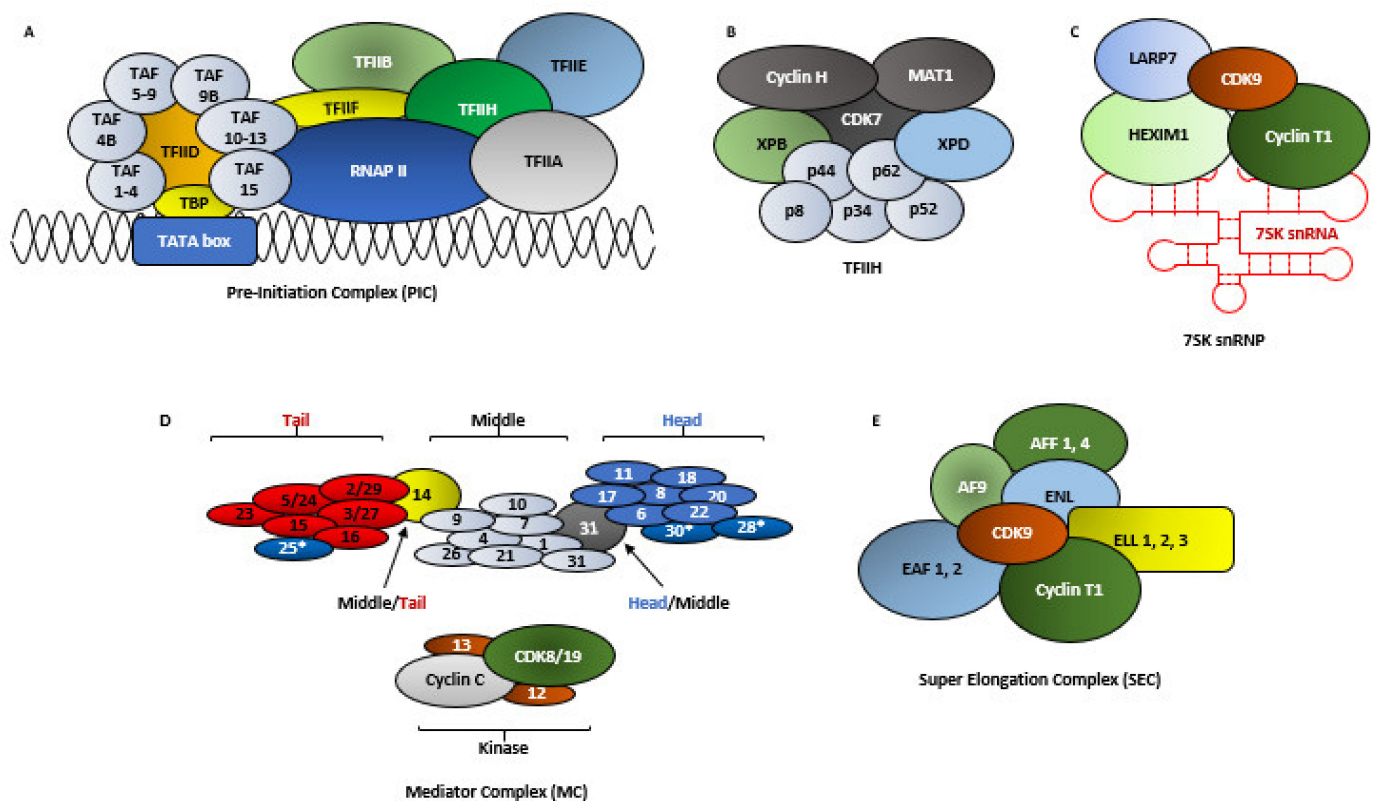 A
TAF
5-9
TAF
9B
TAF
4B
TAF
10-13
TFIID
TAF
1-4
TAF
15
TBP
TATA box
TFIIB
TFIIF
TFIIH
TFIIE
RNAP II
TFIIA
Pre-Initiation Complex (PIC)
B
Cyclin H
MAT1
CDK7
XPB
XPD
p44
p62
p8
p34
p52
TFIIH
C
LARP7
CDK9
HEXIM1
Cyclin T1
7SK snRNA
7SK snRNP
D
Tail
Middle
Head
2/29
5/24
23
3/27
15
16
25*
14
10
9
7
4
1
26
21
31
31
11
18
17
8
20
6
22
30*
28*
Middle/Tail
Head/Middle
13
CDK8/19
Cyclin C
12
Kinase
Mediator Complex (MC)
E
AFF 1, 4
AF9
ENL
CDK9
ELL 1, 2, 3
EAF 1, 2
Cyclin T1
Super Elongation Complex (SEC)